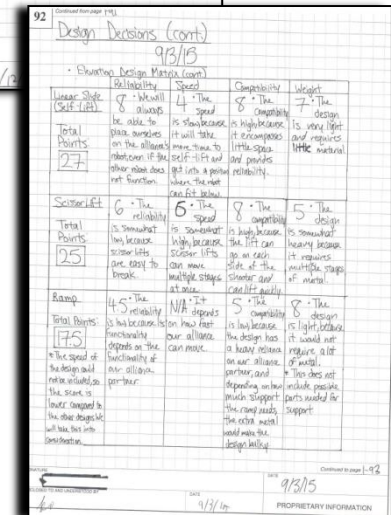 92 Continued from page
Design Decisions (cont)
9/3/15
• Elevation Design Matrix (cont)
Reliability Speed Compatibility Weight
Linear Slide (Self Lift)
Total Points:
27
8 • We will always be able to place ourselves on the alliance's robot, even if the other robot does not function.
4 • The speed is slow, because it will take more time to self-lift and get into a position where the robot can fit below.
8 • The compatibility is high, because it encompasses little space and provides reliability.
7 • The design is very light and requires little material.
Scissor Lift
Total Points:
25
6 • The reliability is somewhat low, because scissor lifts are easy to break.
6 • The speed is somewhat high, because scissor lifts can move multiple stages at once.
8 • The compatibility is high, because the lift can go on each side of the shooter and can lift quickly.
5 • The design is somewhat heavy because it requires multiple stages of metal.
Ramp
Total Points:
17.5
* The speed of the design could not be included, so the score is lower compared to the other designs. We will take this into consideration.
4.5 • The reliability is low because its functionality depends on the functionality of our alliance partner.
N/A • It depends on how fast our alliance can move.
5 • The compatibility is low, because the design has a heavy reliance on our alliance partner, and depending on how much support the ramp needs, the extra metal would make the design bulky.
8 • The design is light, because it would not require a lot of metal.
* This does not include possible parts needed for support
Continued to page 93
DATE
9/3/15
DATE
PROPRIETARY INFORMATION